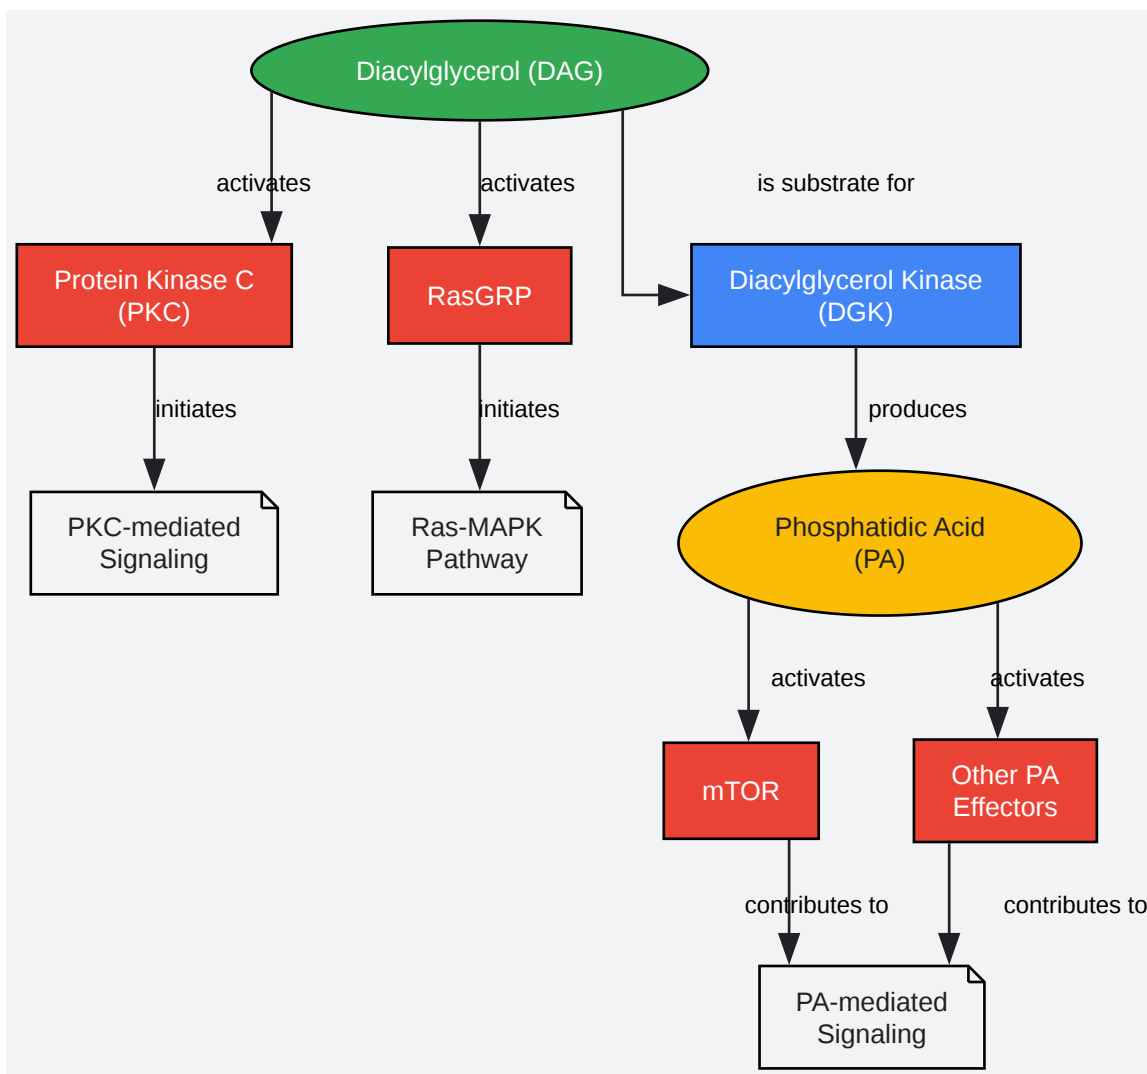 Diacylglycerol (DAG)
activates
activates
is substrate for
Protein Kinase C
(PKC)
RasGRP
Diacylglycerol Kinase
(DGK)
initiates
initiates
produces
PKC-mediated
Signaling
Ras-MAPK
Pathway
Phosphatidic Acid
(PA)
activates
activates
mTOR
Other PA
Effectors
contributes to
contributes to
PA-mediated
Signaling